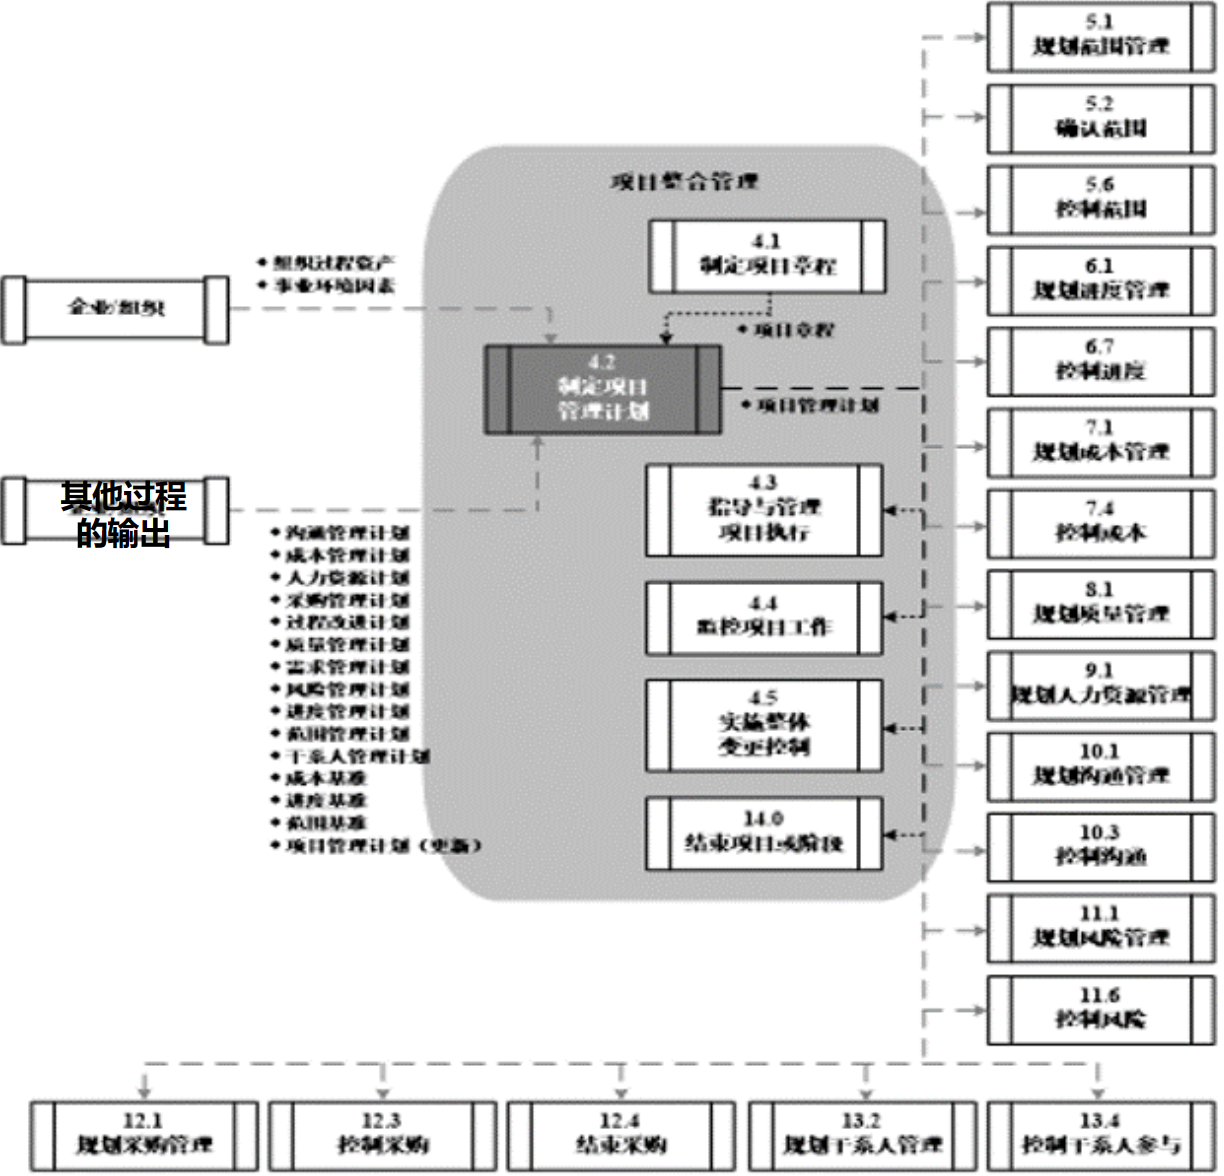 项目整合管理
4.1
制定项目章程
• 组织过程资产
• 事业环境因素
企业/组织
• 项目章程
4.2
制定项目
管理计划
• 项目管理计划
其他过程
的输出
• 沟通管理计划
• 成本管理计划
• 人力资源计划
• 采购管理计划
• 过程改进计划
• 质量管理计划
• 需求管理计划
• 风险管理计划
• 进度管理计划
• 范围管理计划
• 干系人管理计划
• 成本基准
• 进度基准
• 范围基准
• 项目管理计划（更新）
4.3
指导与管理
项目执行
4.4
监控项目工作
4.5
实施整体
变更控制
14.0
结束项目或阶段
5.1
规划范围管理
5.2
确认范围
5.6
控制范围
6.1
规划进度管理
6.7
控制进度
7.1
规划成本管理
7.4
控制成本
8.1
规划质量管理
9.1
规划人力资源管理
10.1
规划沟通管理
10.3
控制沟通
11.1
规划风险管理
11.6
控制风险
12.1
规划采购管理
12.3
控制采购
12.4
结束采购
13.2
规划干系人管理
13.4
控制干系人参与